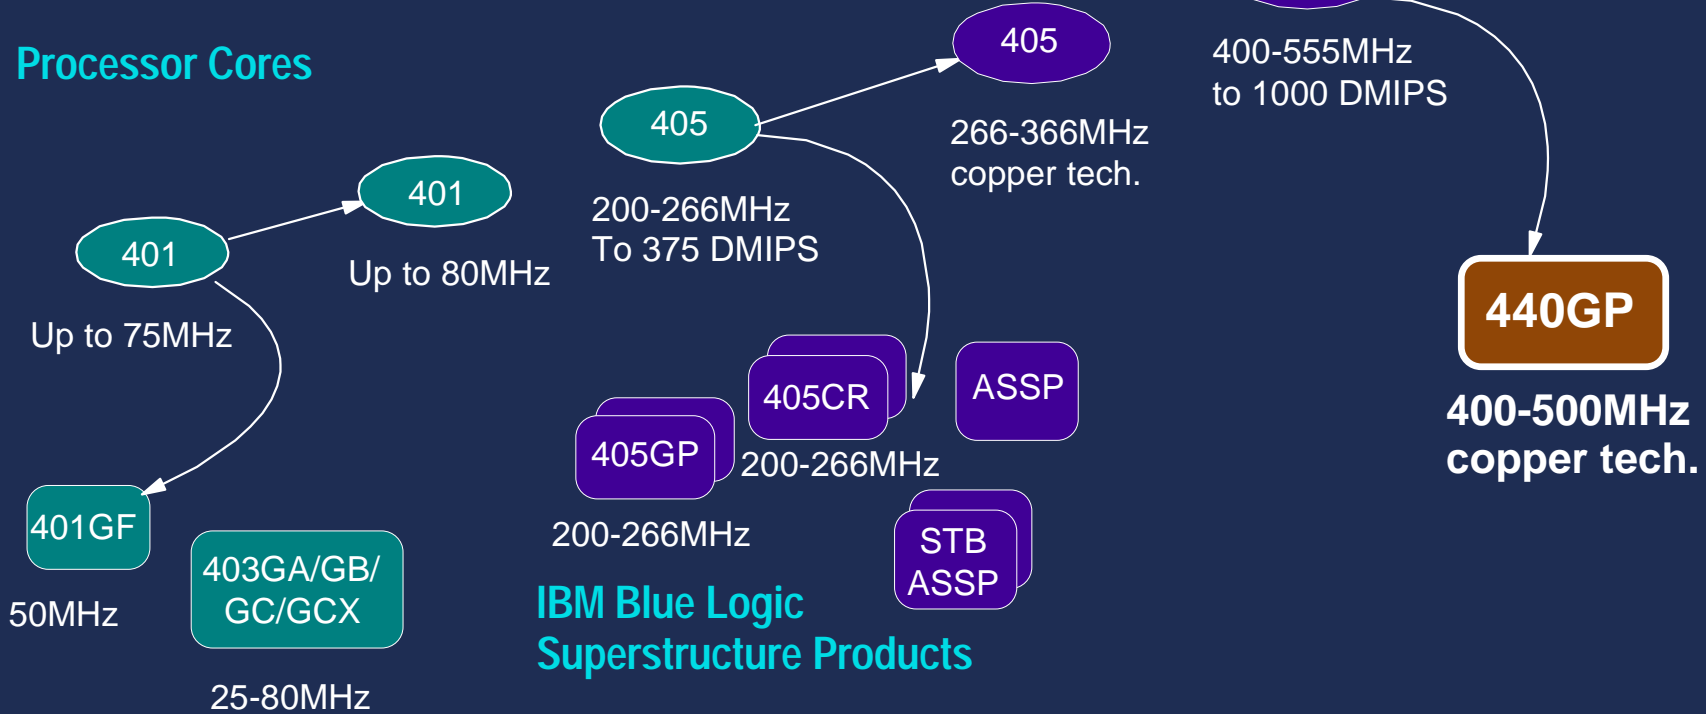 Processor Cores
405
400-555MHz
to 1000 DMIPS
405
266-366MHz
copper tech.
401
200-266MHz
To 375 DMIPS
401
Up to 80MHz
Up to 75MHz
440GP
400-500MHz
copper tech.
405CR
ASSP
405GP
200-266MHz
401GF
200-266MHz
STB
ASSP
403GA/GB/
GC/GCX
50MHz
IBM Blue Logic
Superstructure Products
25-80MHz